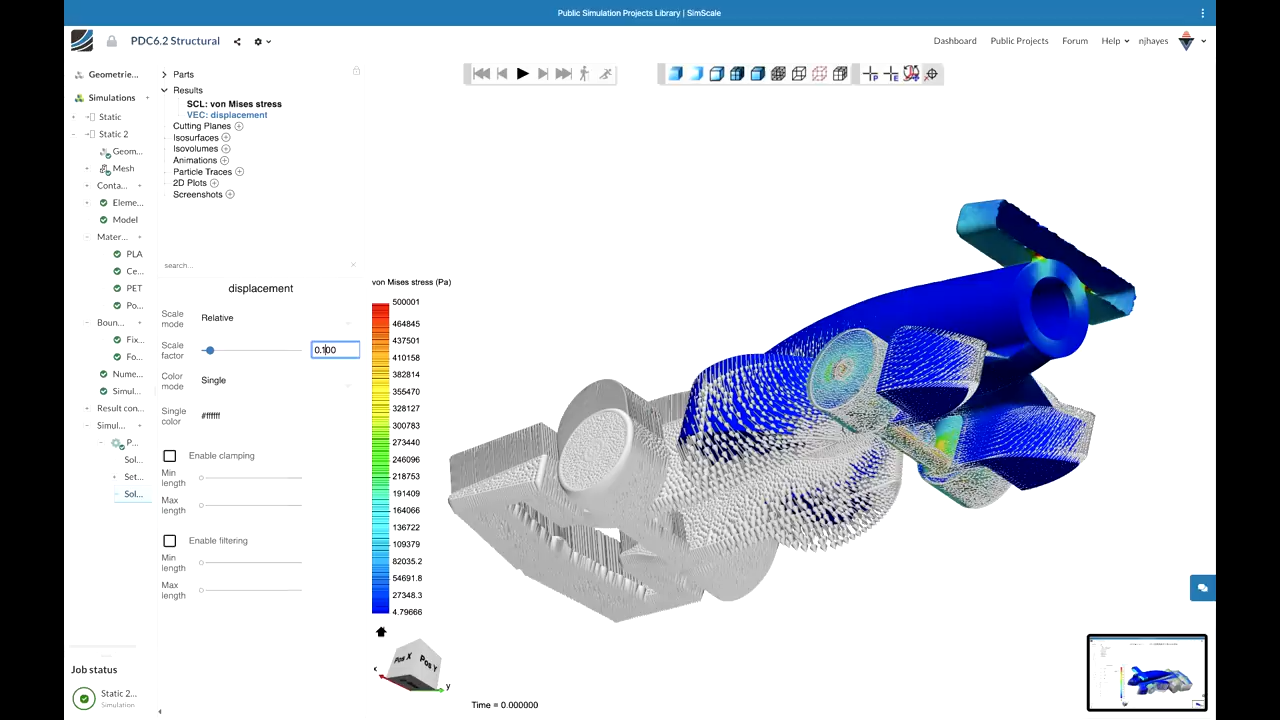 Public Simulation Projects Library | SimScale
PDC6.2 Structural
Dashboard
Public Projects
Forum
Help
njhayes
Geometrie...
Simulations
Static
Static 2
Geom...
Mesh
Conta...
Eleme...
Model
Mater...
PLA
Ce...
PET
Po...
Boun...
Fix...
Fo...
Nume...
Simul...
Result con...
Simul...
P...
Sol...
Set...
Sol...
Job status
Static 2...
Simulation
Parts
Results
SCL: von Mises stress
VEC: displacement
Cutting Planes
Isosurfaces
Isovolumes
Animations
Particle Traces
2D Plots
Screenshots
search...
displacement
Scale mode
Relative
Scale factor
0.100
Color mode
Single
Single color
#ffffff
Enable clamping
Min length
Max length
Enable filtering
Min length
Max length
von Mises stress (Pa)
500001
464845
437501
410158
382814
355470
328127
300783
273440
246096
218753
191409
164066
136722
109379
82035.2
54691.8
27348.3
4.79666
Pos X
Pos Y
x
y
Time = 0.000000